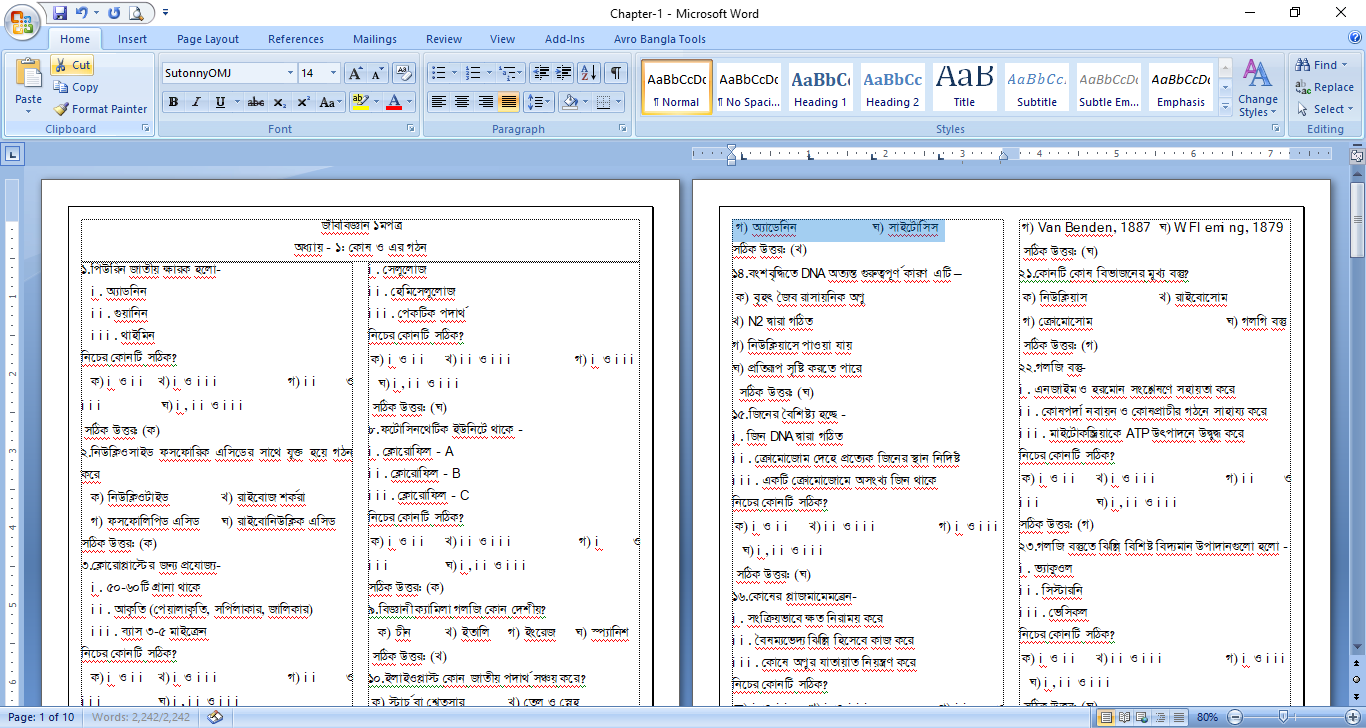 Chapter-1 - Microsoft Word
Home Insert Page Layout References Mailings Review View Add-Ins Avro Bangla Tools
Paste
Cut
Copy
Format Painter
Clipboard
SutonnyOMJ 14
Font
Paragraph
AaBbCcDc AaBbCcDc AaBbC AaBbCc AaB AaBbCc. AaBbCcDc AaBbCcDc
¶ Normal ¶ No Spaci... Heading 1 Heading 2 Title Subtitle Subtle Em... Emphasis
Styles
Change Styles
Find
Replace
Select
Editing
জীববিজ্ঞান ১মপত্র
অধ্যায় - ১: কোষ ও এর গঠন
১.পিউরিন জাতীয় ক্ষারক হলো-
i. অ্যাডনিন
ii. গুয়ানিন
iii. থাইমিন
নিচের কোনটি সঠিক?
ক) i ও ii খ) i ও iii গ) ii ও
iii ঘ) i,ii ও iii
সঠিক উত্তর: (ক)
২.নিউক্লিওসাইড ফসফোরিক এসিডের সাথে যুক্ত হয়ে গঠন
করে
ক) নিউক্লিওটাইড খ) রাইবোজ শর্করা
গ) ফসফোলিপিড এসিড ঘ) রাইবোনিউক্লিক এসিড
সঠিক উত্তর: (ক)
৩.ক্লোরোপ্লাস্টের জন্য প্রযোজ্য-
i. ৫০-৬০টি গ্রানা থাকে
ii. আকৃতি (পেয়ালাকৃতি, সর্পিলাকার, জালিকার)
iii. ব্যাস ৩-৫ মাইক্রেন
নিচের কোনটি সঠিক?
ক) i ও ii খ) i ও iii গ) ii ও
iii ঘ) i,ii ও iii
i. সেলুলোজ
ii. হেমিসেলুলোজ
iii. পেকটিক পদার্থ
নিচের কোনটি সঠিক?
ক) i ও ii খ)ii ও iii গ) i ও iii
ঘ) i,ii ও iii
সঠিক উত্তর: (ঘ)
৮.ফটোসিনথেটিক ইউনিটে থাকে -
i. ক্লোরোফিল - A
ii. ক্লোরোফিল - B
iii. ক্লোরোফিল - C
নিচের কোনটি সঠিক?
ক) i ও ii খ)ii ও iii গ) i ও
iii ঘ) i,ii ও iii
সঠিক উত্তর: (ক)
৯.বিজ্ঞানী ক্যামিলা গলজি কোন দেশীয়?
ক) চীন খ) ইতালি গ) ইংরেজ ঘ) স্প্যানিশ
সঠিক উত্তর: (খ)
১০.ইলাইওপ্লাস্ট কোন জাতীয় পদার্থ সঞ্চয় করে?
ক) স্টার্চ বা শ্বেতসার খ) তেল ও স্নেহ
গ) অ্যাডেনিন ঘ) সাইটোসিস
সঠিক উত্তর: (খ)
১৪.বংশবৃদ্ধিতে DNA অত্যন্ত গুরুত্বপূর্ণ কারণ এটি –
ক) বৃহৎ জৈব রাসায়নিক অণু
খ) N2 দ্বারা গঠিত
গ) নিউক্লিয়াসে পাওয়া যায়
ঘ) প্রতিরূপ সৃষ্টি করতে পারে
সঠিক উত্তর: (ঘ)
১৫.জিনের বৈশিষ্ট্য হচ্ছে -
i. জিন DNA দ্বারা গঠিত
ii. ক্রোমোজোম দেহে প্রত্যেক জিনের স্থান নির্দিষ্ট
iii. একটি ক্রোমোজোমে অসংখ্য জিন থাকে
নিচের কোনটি সঠিক?
ক) i ও ii খ)ii ও iii গ) i ও iii
ঘ) i,ii ও iii
সঠিক উত্তর: (ঘ)
১৬.কোষের প্লাজমামেমব্রেন-
i. সংক্রিয়ভাবে ক্ষত নিরাময় করে
ii. বৈষম্যভেদ্য ঝিল্লি হিসেবে কাজ করে
iii. কোষে অণুর যাতায়াত নিয়ন্ত্রণ করে
নিচের কোনটি সঠিক?
গ) Van Benden, 1887 ঘ) W.Flemi ng, 1879
সঠিক উত্তর: (ঘ)
২১.কোনটি কোষ বিভাজনের মুখ্য বস্তু?
ক) নিউক্লিয়াস খ) রাইবোসোম
গ) ক্রোমোসোম ঘ) গলগি বস্তু
সঠিক উত্তর: (গ)
২২.গলজি বস্তু-
i. এনজাইম ও হরমোন সংশ্লেষণে সহায়তা করে
ii. কোষপর্দা নবায়ন ও কোষপ্রাচীর গঠনে সাহায্য করে
iii. মাইটোকন্ড্রিয়াকে ATP উৎপাদনে উদ্বুদ্ধ করে
নিচের কোনটি সঠিক?
ক) i ও ii খ) i ও iii গ) ii ও
iii ঘ) i,ii ও iii
সঠিক উত্তর: (গ)
২৩.গলজি বস্তুতে ঝিল্লি বিশিষ্ট বিদ্যমান উপাদানগুলো হলো -
i. ভ্যাকুওল
ii. সিস্টারনি
iii. ভেসিকল
নিচের কোনটি সঠিক?
ক) i ও ii খ)ii ও iii গ) i ও iii
ঘ) i,ii ও iii
Page: 1 of 10 Words: 2,242/2,242 80%